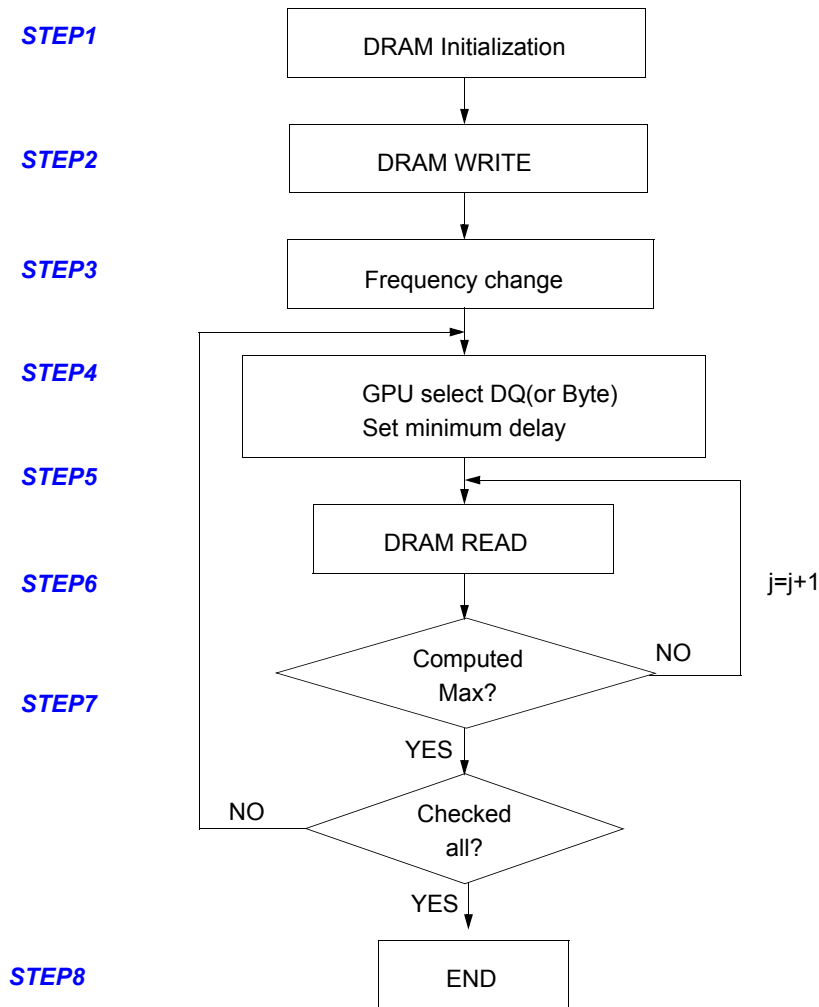 STEP1
DRAM Initialization
STEP2
DRAM WRITE
STEP3
Frequency change
STEP4
GPU select DQ(or Byte)
Set minimum delay
STEP5
DRAM READ
STEP6
j=j+1
Computed
Max?
NO
STEP7
YES
NO
Checked
all?
YES
STEP8
END